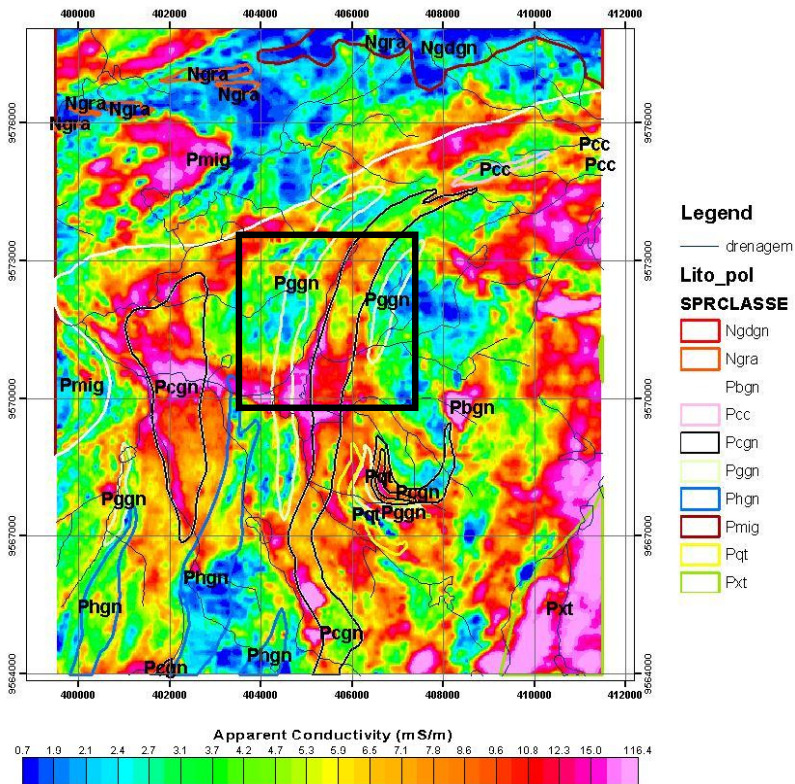 400000 402000 404000 406000 408000 410000 412000
Ngra Ngdgn
Ngra
Ngra
Ngra Ngra
Ngra
9576000 9576000
Pmig
Pcc
Pcc
Pcc
9573000 9573000
Pggn
Pggn
Pmig
Pcgn
9570000 9570000
Pbgn
Pqt
Pcgn
Pggn
Pqt Pggn
9567000 9567000
Phgn
Phgn
Pxt
Pcgn
Phgn
Pcgn
9564000 9564000
400000 402000 404000 406000 408000 410000 412000
Legend
drenagem
Lito_pol
SPRCLASSE
Ngdgn
Ngra
Pbgn
Pcc
Pcgn
Pggn
Phgn
Pmig
Pqt
Pxt
Apparent Conductivity (mS/m)
0.7 1.9 2.1 2.4 2.7 3.1 3.7 4.2 4.7 5.3 5.9 6.5 7.1 7.8 8.6 9.6 10.8 12.3 15.0 116.4